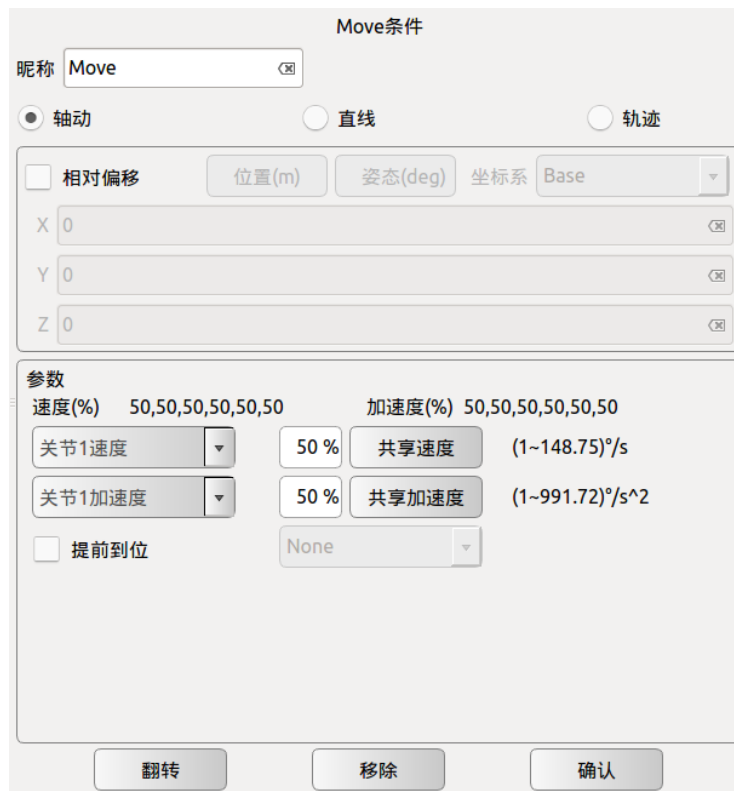 Move条件
昵称 Move
轴动 直线 轨迹
相对偏移 位置(m) 姿态(deg) 坐标系 Base
X 0
Y 0
Z 0
参数
速度(%) 50,50,50,50,50,50 加速度(%) 50,50,50,50,50,50
关节1速度 50 % 共享速度 (1~148.75)°/s
关节1加速度 50 % 共享加速度 (1~991.72)°/s^2
提前到位 None
翻转 移除 确认